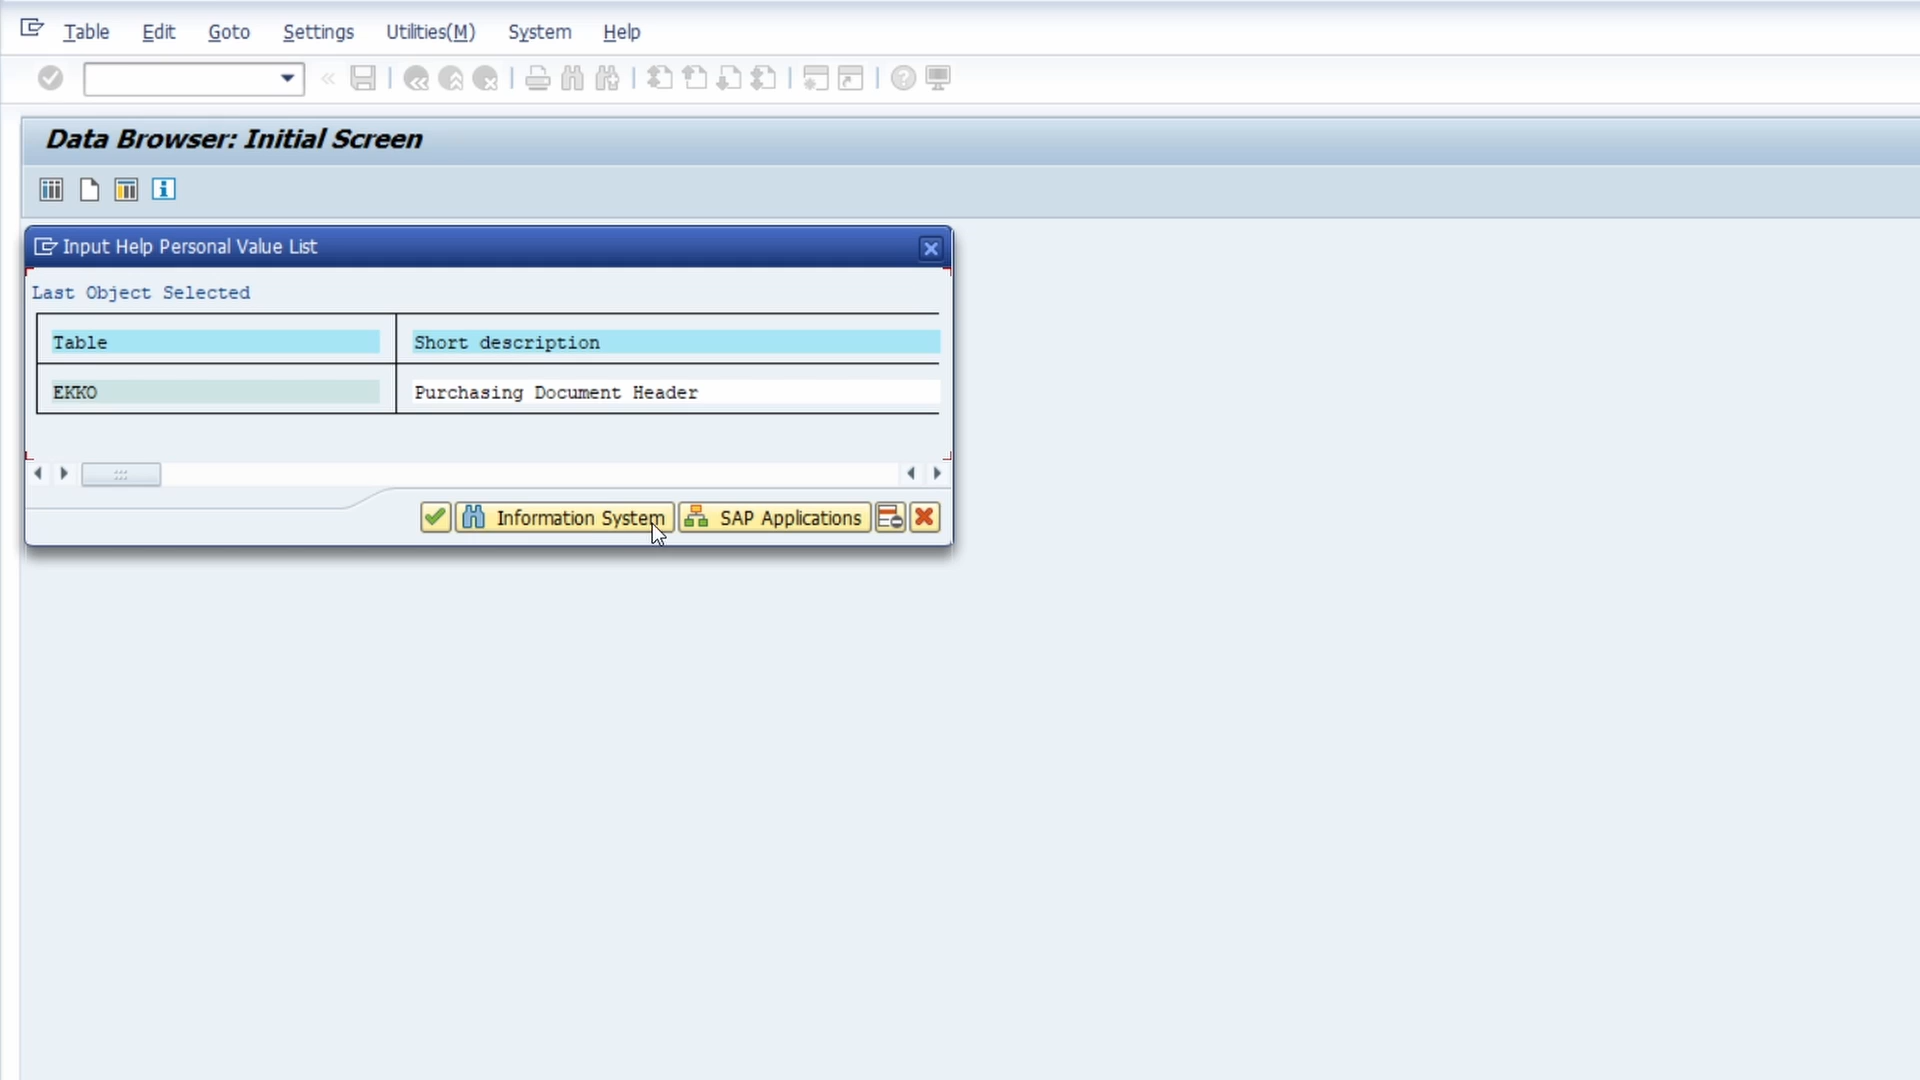 Table Edit Goto Settings Utilities(M) System Help
Data Browser: Initial Screen
Input Help Personal Value List
Last Object Selected
Table Short description
EKKO Purchasing Document Header
Information System SAP Applications